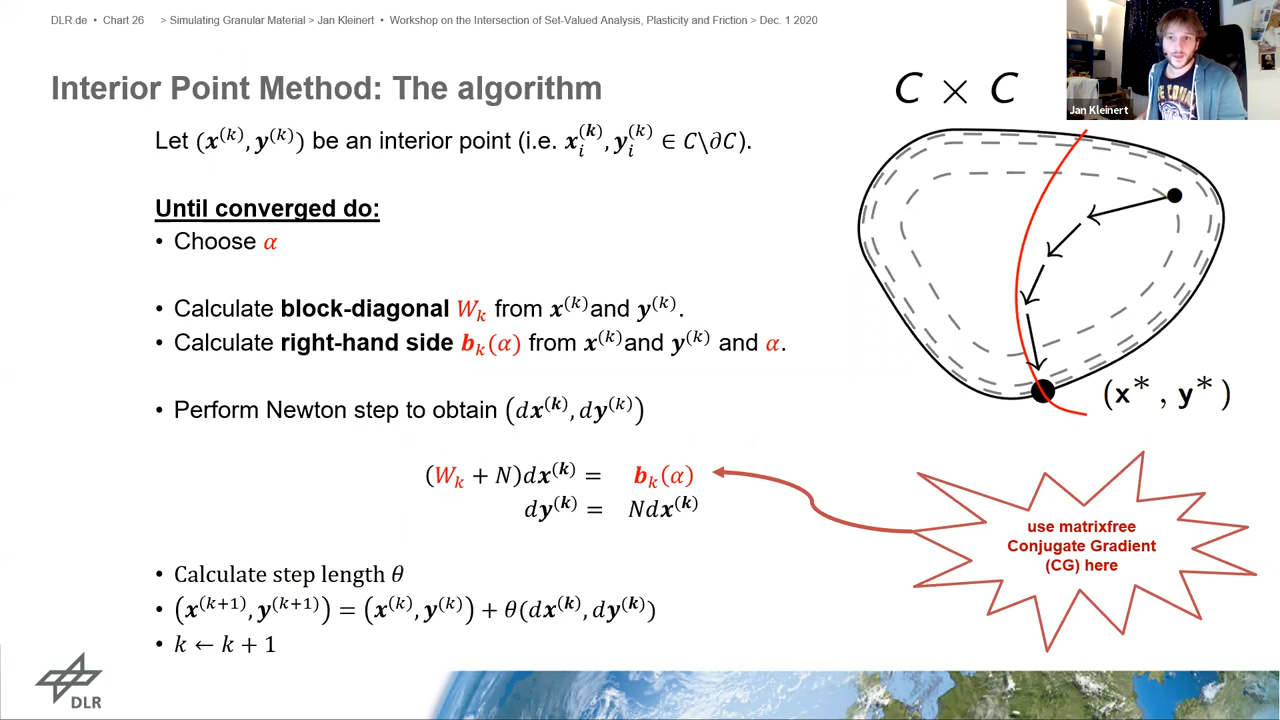 DLR.de • Chart 26 > Simulating Granular Material > Jan Kleinert • Workshop on the Intersection of Set-Valued Analysis, Plasticity and Friction > Dec. 1 2020
Jan Kleinert
Interior Point Method: The algorithm
Let (𝒙^(k), 𝒚^(k)) be an interior point (i.e. 𝒙_i^(k), 𝒚_i^(k) ∈ C\∂C).
Until converged do:
• Choose α
• Calculate block-diagonal W_k from 𝒙^(k) and 𝒚^(k).
• Calculate right-hand side 𝒃_k(α) from 𝒙^(k) and 𝒚^(k) and α.
• Perform Newton step to obtain (d𝒙^(k), d𝒚^(k))
(W_k + N)d𝒙^(k) = 𝒃_k(α)
d𝒚^(k) = Nd𝒙^(k)
• Calculate step length θ
• (𝒙^(k+1), 𝒚^(k+1)) = (𝒙^(k), 𝒚^(k)) + θ(d𝒙^(k), d𝒚^(k))
• k ← k + 1
C × C
(x*, y*)
use matrixfree
Conjugate Gradient
(CG) here
DLR